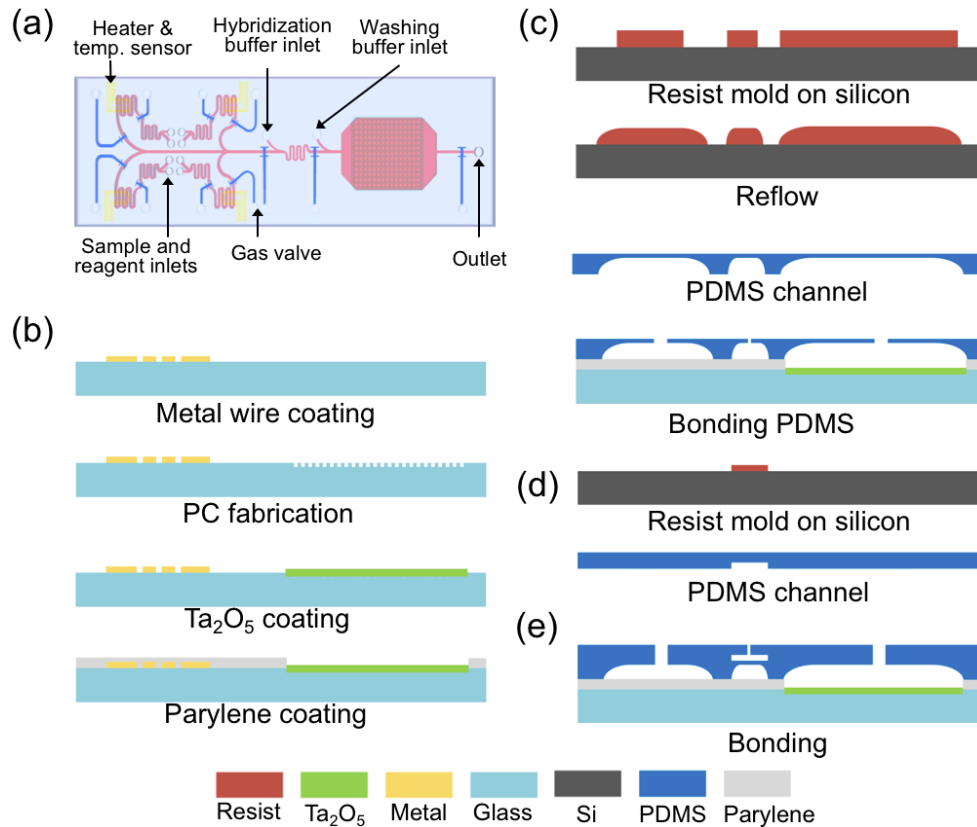 (a)
Heater &
temp. sensor
Hybridization
buffer inlet
Washing
buffer inlet
Sample and
reagent inlets
Gas valve
Outlet
(b)
Metal wire coating
PC fabrication
Ta₂O₅ coating
Parylene coating
(c)
Resist mold on silicon
Reflow
PDMS channel
Bonding PDMS
(d)
Resist mold on silicon
PDMS channel
(e)
Bonding
Resist
Ta₂O₅
Metal
Glass
Si
PDMS
Parylene